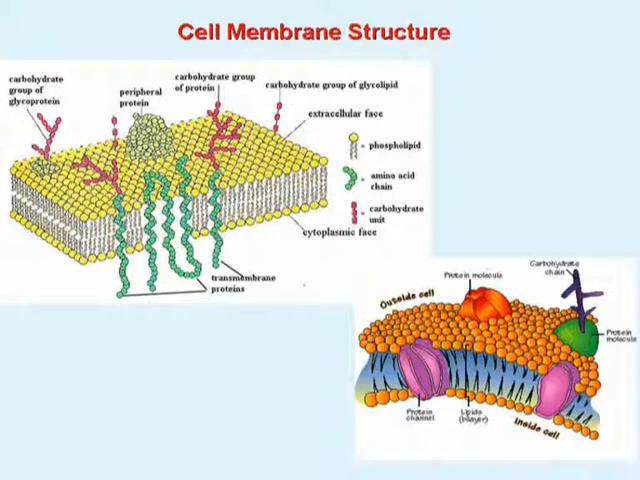 Cell Membrane Structure
carbohydrate
group of
glycoprotein
peripheral
protein
carbohydrate group
of protein
carbohydrate group of glycolipid
extracellular face
= phospholipid
= amino acid
chain
= carbohydrate
unit
cytoplasmic face
transmembrane
proteins
Carbohydrate
chain
Protein molecule
Outside cell
Protein
molecule
Protein
channel
Lipids
(bilayer)
Inside cell